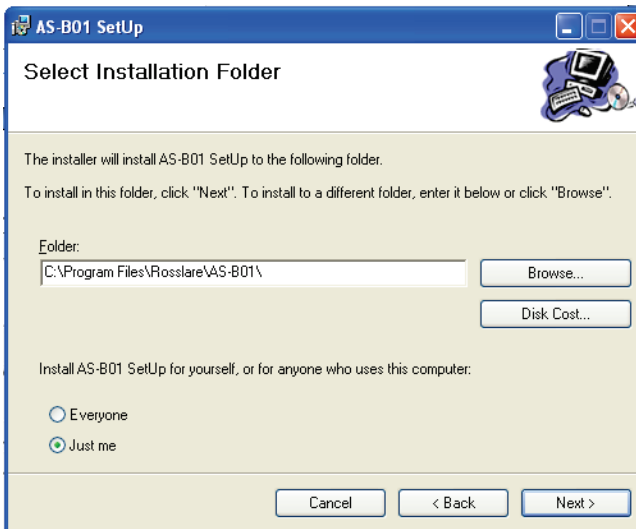 AS-B01 SetUp
Select Installation Folder
The installer will install AS-B01 SetUp to the following folder.
To install in this folder, click "Next". To install to a different folder, enter it below or click "Browse".
Folder:
C:\Program Files\Rosslare\AS-B01\
Browse...
Disk Cost...
Install AS-B01 SetUp for yourself, or for anyone who uses this computer:
Everyone
Just me
Cancel
< Back
Next >